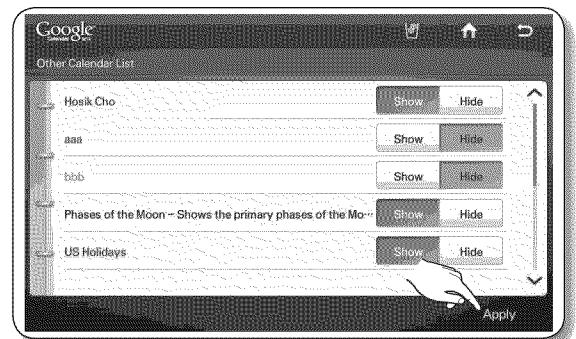 Google
Calendar
Other Calendar List
Hosik Cho Show Hide
aaa Show Hide
bbb Show Hide
Phases of the Moon – Shows the primary phases of the Mo··· Show Hide
US Holidays Show Hide
Apply